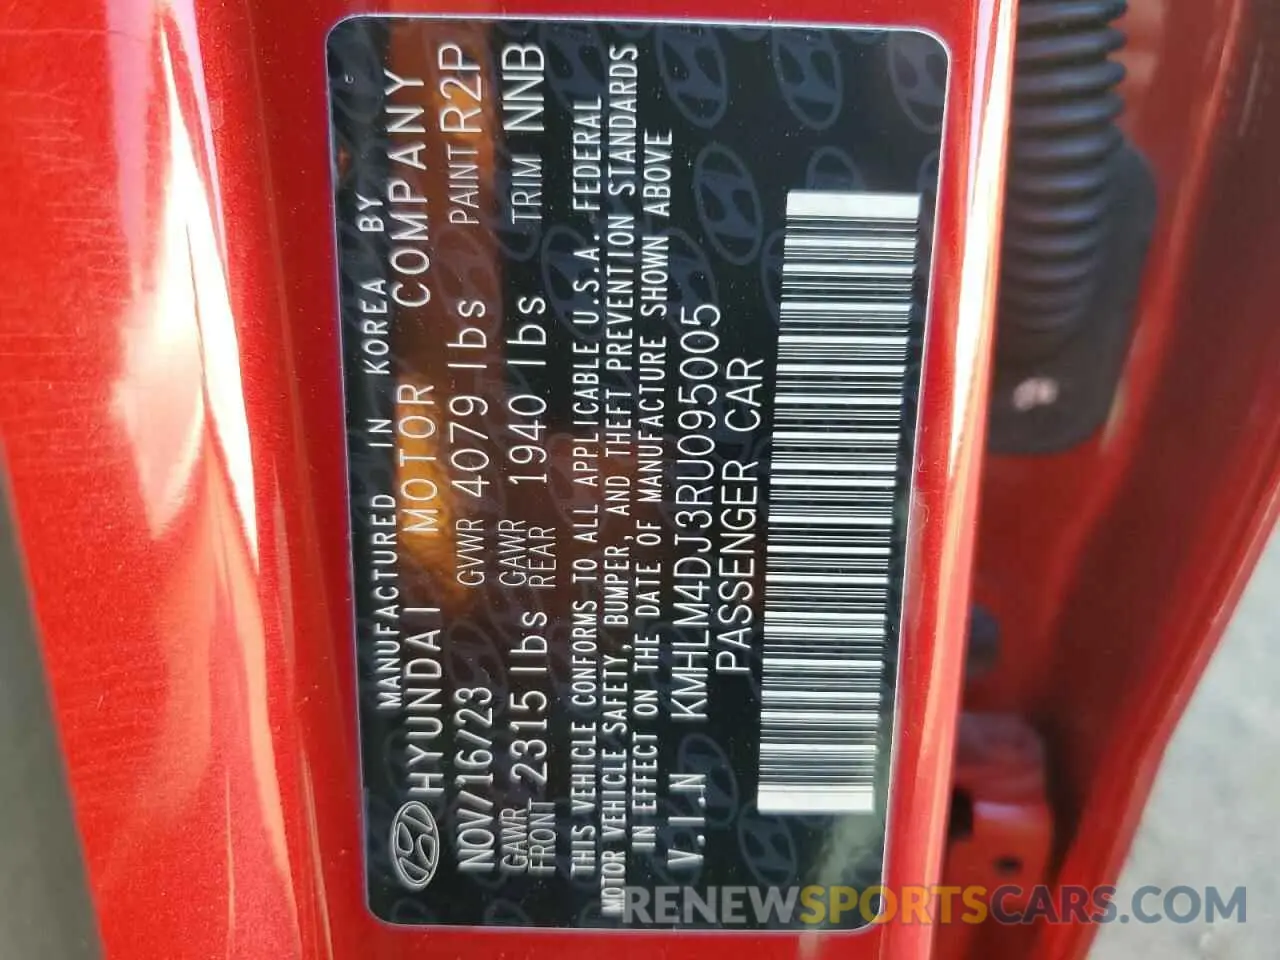 MANUFACTURED IN KOREA BY
HYUNDAI MOTOR COMPANY
NOV/16/23 GVWR 4079 lbs PAINT R2P
GAWR FRONT 2315 lbs GAWR REAR 1940 lbs TRIM NNB
THIS VEHICLE CONFORMS TO ALL APPLICABLE U.S.A. FEDERAL
MOTOR VEHICLE SAFETY, BUMPER, AND THEFT PREVENTION STANDARDS
IN EFFECT ON THE DATE OF MANUFACTURE SHOWN ABOVE
V.I.N KMHLM4DJ3RU095005
PASSENGER CAR
RENEWSPORTSCARS.COM